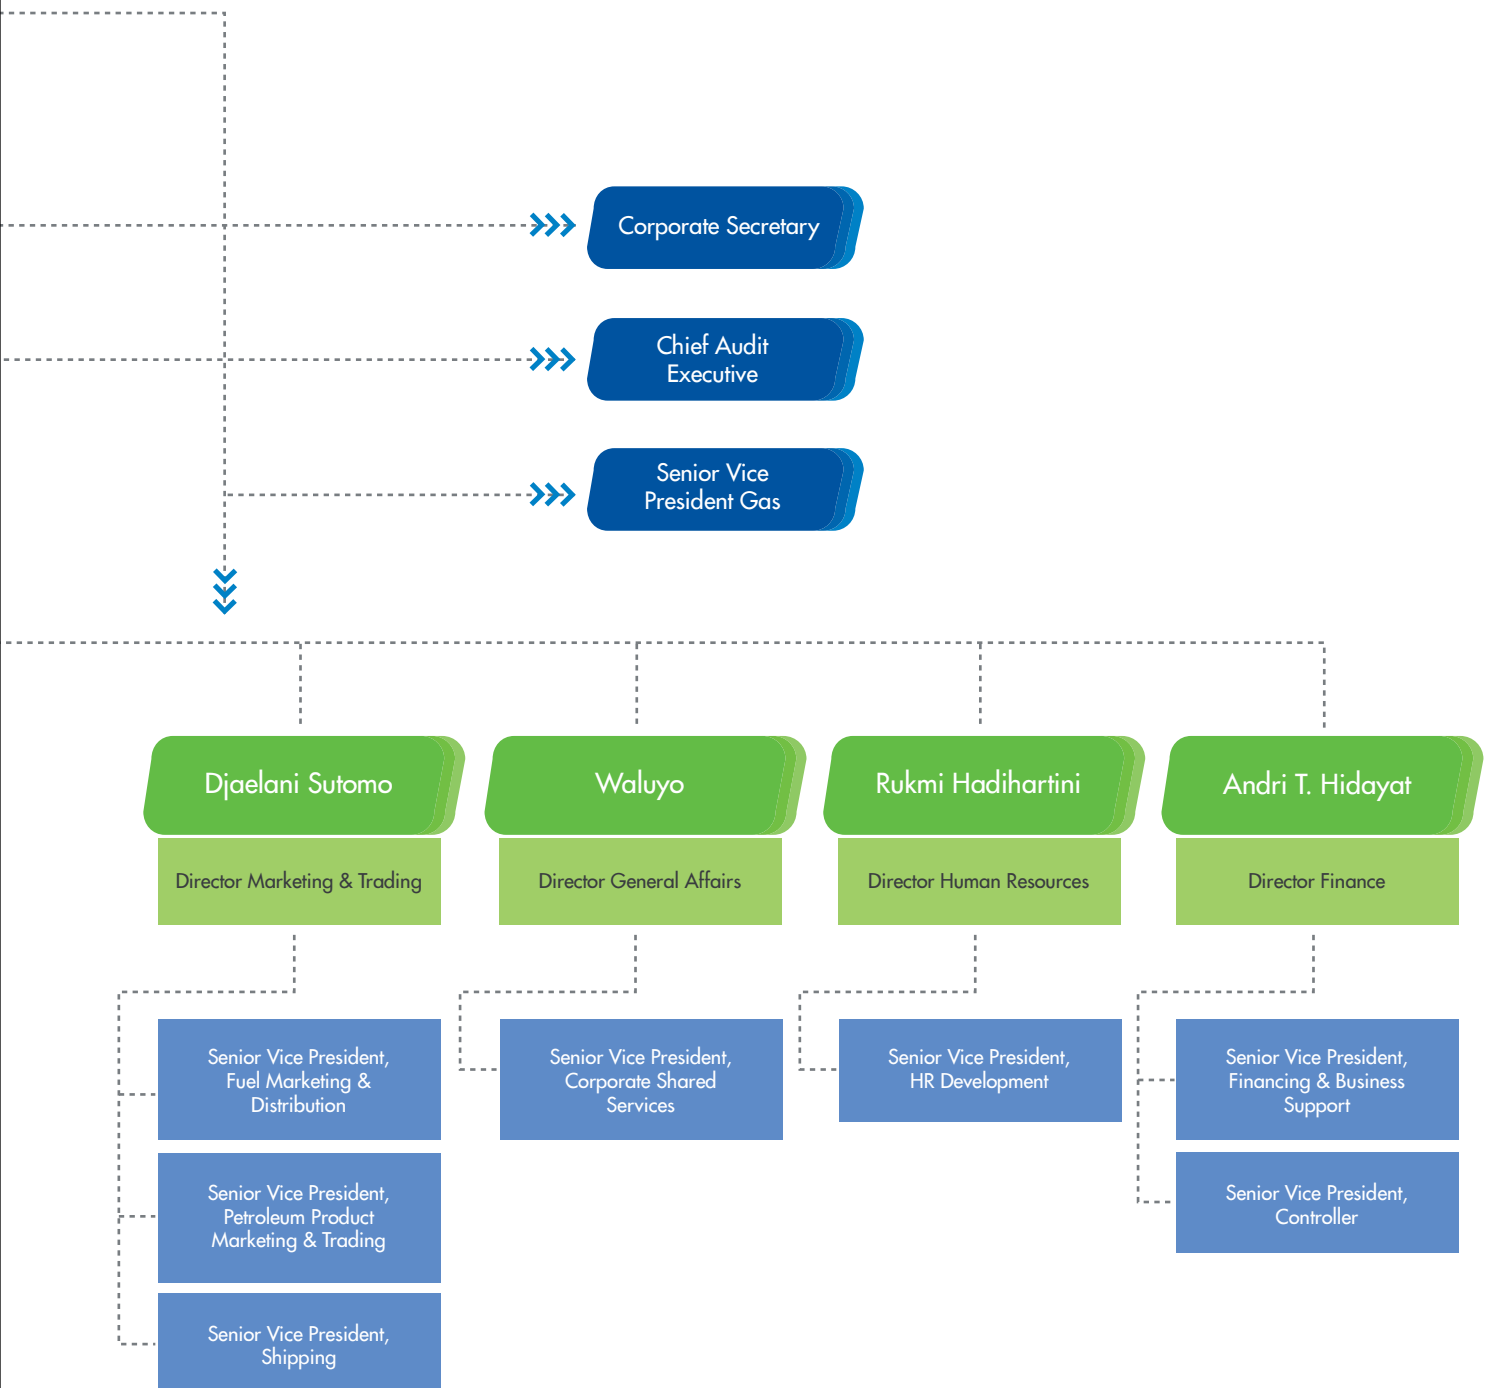 Corporate Secretary
Chief Audit
Executive
Senior Vice
President Gas
Djaelani Sutomo
Director Marketing & Trading
Waluyo
Director General Affairs
Rukmi Hadihartini
Director Human Resources
Andri T. Hidayat
Director Finance
Senior Vice President,
Fuel Marketing &
Distribution
Senior Vice President,
Petroleum Product
Marketing & Trading
Senior Vice President,
Shipping
Senior Vice President,
Corporate Shared
Services
Senior Vice President,
HR Development
Senior Vice President,
Financing & Business
Support
Senior Vice President,
Controller